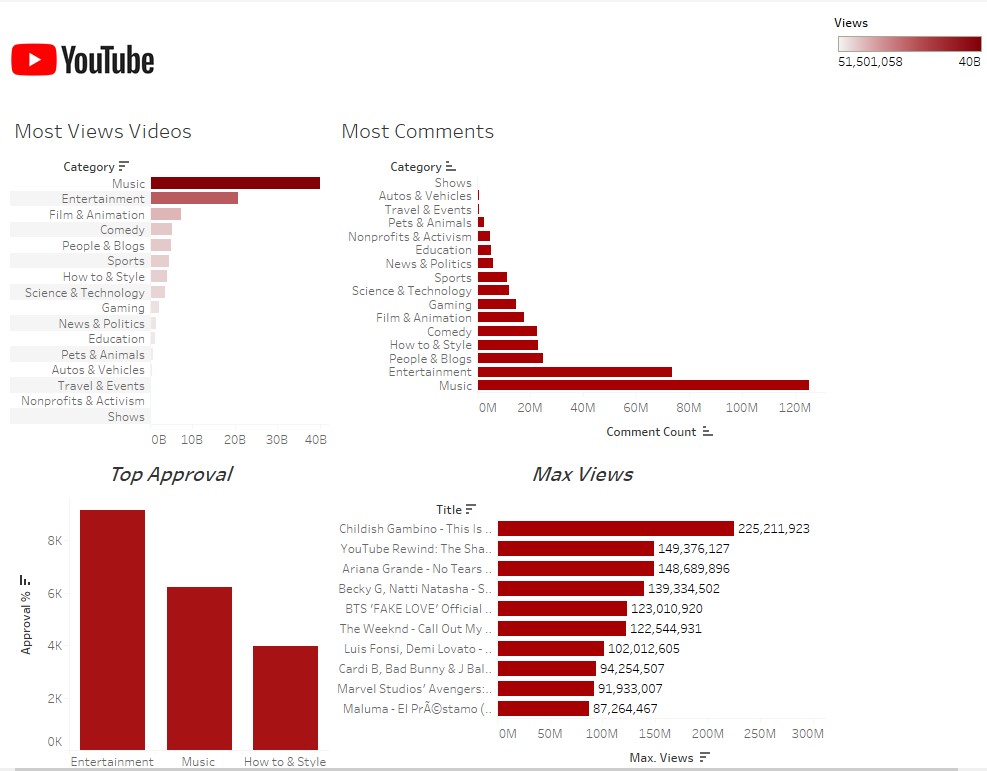 Views
51,501,058 40B
YouTube
Most Views Videos
Category
Music
Entertainment
Film & Animation
Comedy
People & Blogs
Sports
How to & Style
Science & Technology
Gaming
News & Politics
Education
Pets & Animals
Autos & Vehicles
Travel & Events
Nonprofits & Activism
Shows
0B 10B 20B 30B 40B
Most Comments
Category
Shows
Autos & Vehicles
Travel & Events
Pets & Animals
Nonprofits & Activism
Education
News & Politics
Sports
Science & Technology
Gaming
Film & Animation
Comedy
How to & Style
People & Blogs
Entertainment
Music
0M 20M 40M 60M 80M 100M 120M
Comment Count
Top Approval
Approval %
8K
6K
4K
2K
0K
Entertainment Music How to & Style
Max Views
Title
Childish Gambino - This Is .. 225,211,923
YouTube Rewind: The Sha.. 149,376,127
Ariana Grande - No Tears .. 148,689,896
Becky G, Natti Natasha - S.. 139,334,502
BTS 'FAKE LOVE' Official .. 123,010,920
The Weeknd - Call Out My .. 122,544,931
Luis Fonsi, Demi Lovato - .. 102,012,605
Cardi B, Bad Bunny & J Bal.. 94,254,507
Marvel Studios' Avengers:.. 91,933,007
Maluma - El PrÃ©stamo (.. 87,264,467
0M 50M 100M 150M 200M 250M 300M
Max. Views